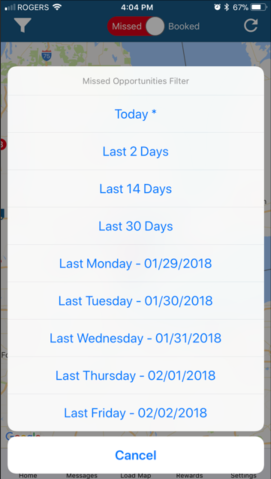 ROGERS 4:04 PM 67%
Missed Booked
Missed Opportunities Filter
Today *
Last 2 Days
Last 14 Days
Last 30 Days
Last Monday - 01/29/2018
Last Tuesday - 01/30/2018
Last Wednesday - 01/31/2018
Last Thursday - 02/01/2018
Last Friday - 02/02/2018
Google
Cancel
Home Messages Load Map Rewards Settings